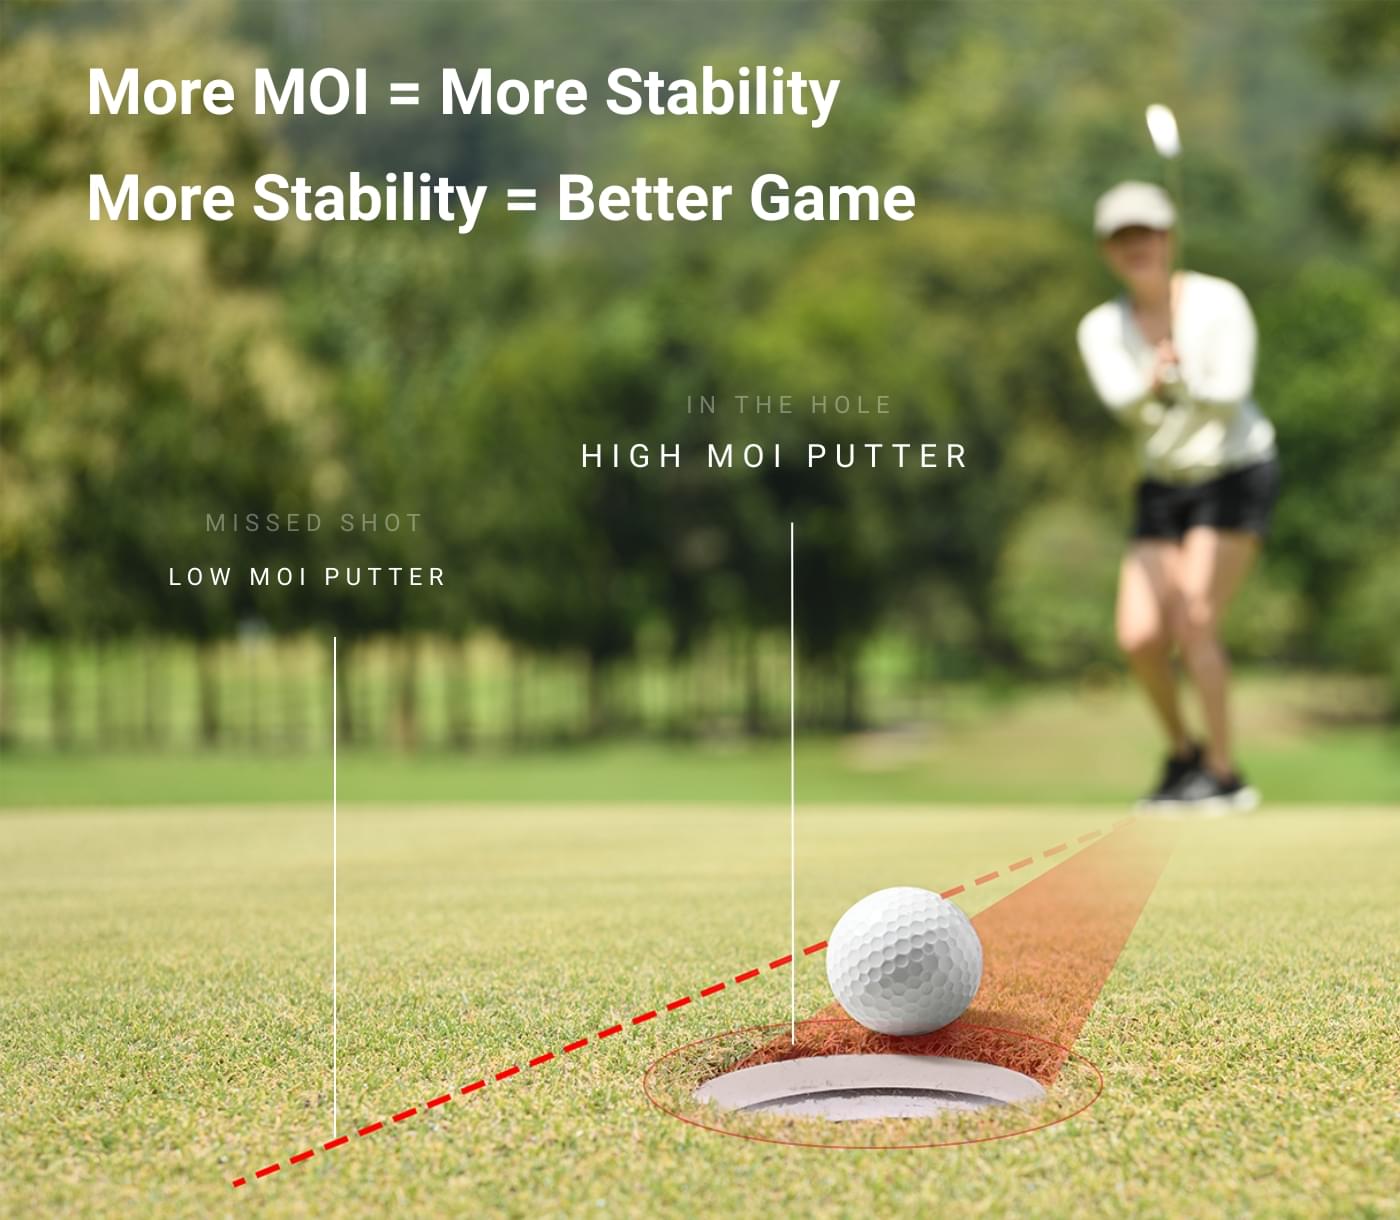 More MOI = More Stability
More Stability = Better Game
IN THE HOLE
HIGH MOI PUTTER
MISSED SHOT
LOW MOI PUTTER